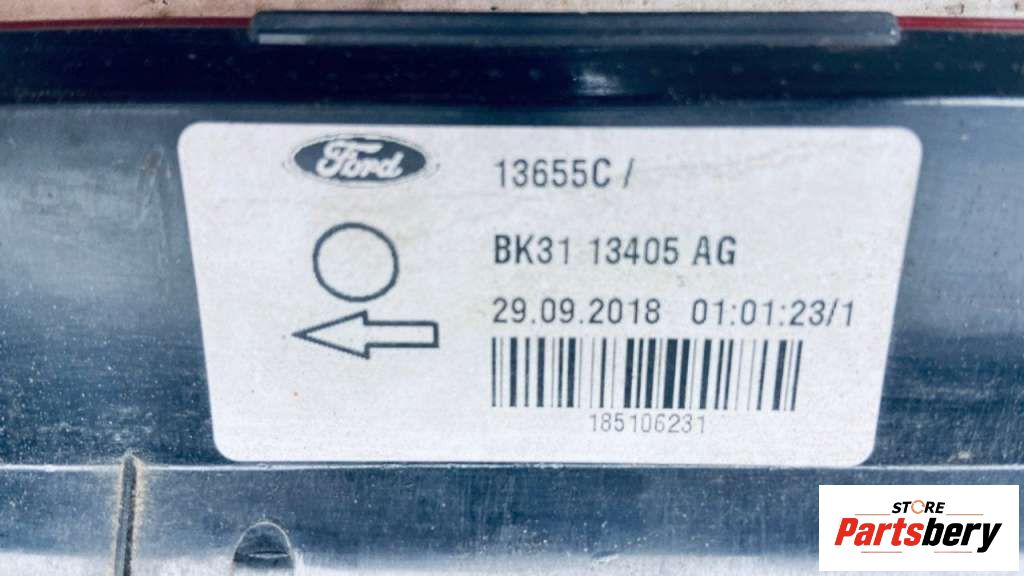 Ford
13655C /
BK31 13405 AG
29.09.2018 01:01:23/1
185106231
STORE
Partsbery